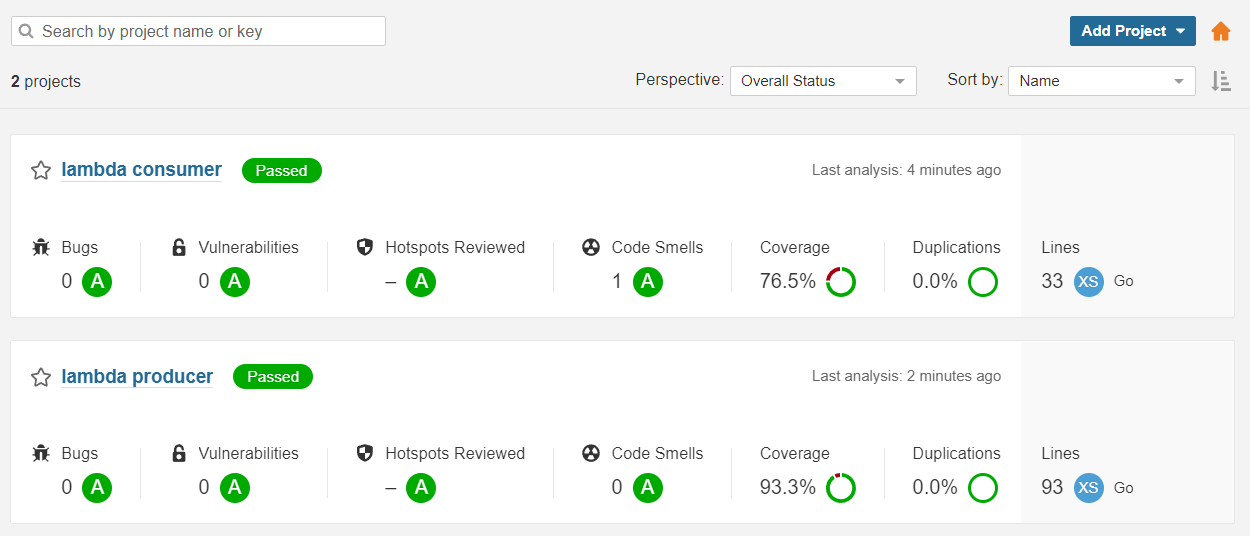 Search by project name or key
Add Project
2 projects
Perspective: Overall Status Sort by: Name
lambda consumer Passed Last analysis: 4 minutes ago
Bugs Vulnerabilities Hotspots Reviewed Code Smells Coverage Duplications Lines
0 A 0 A – A 1 A 76.5% 0.0% 33 XS Go
lambda producer Passed Last analysis: 2 minutes ago
Bugs Vulnerabilities Hotspots Reviewed Code Smells Coverage Duplications Lines
0 A 0 A – A 0 A 93.3% 0.0% 93 XS Go